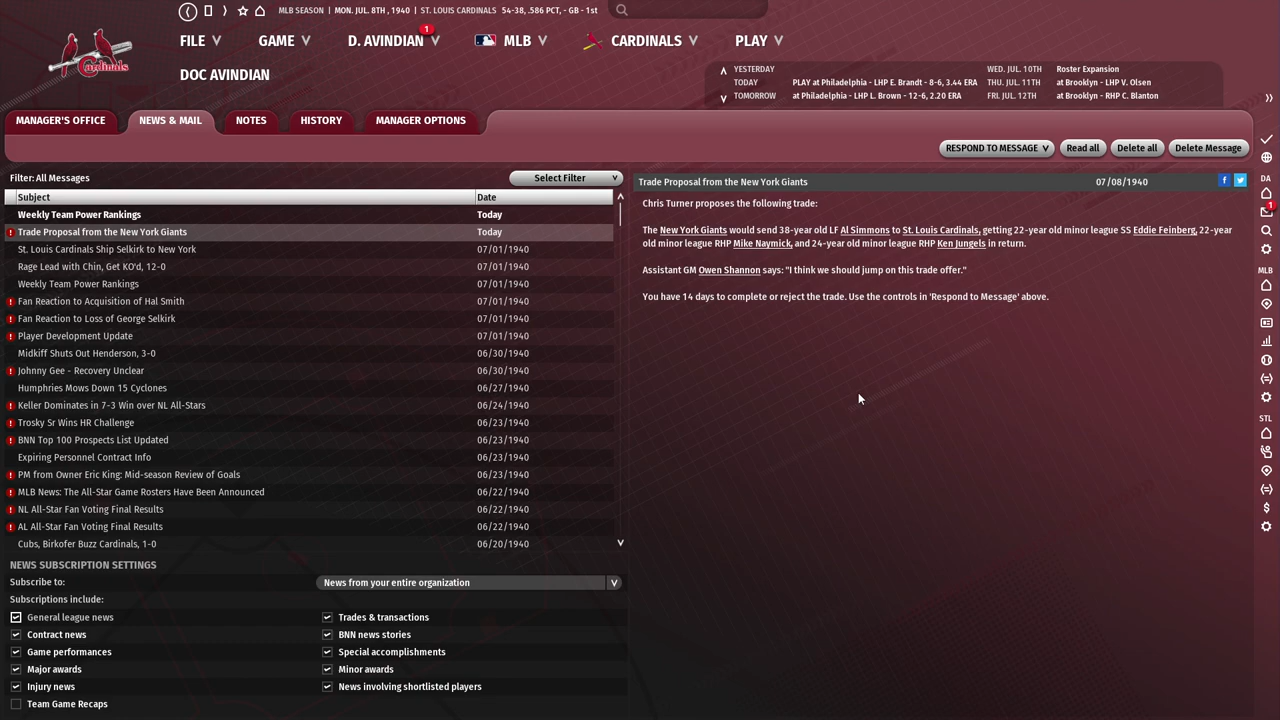 MLB SEASON | MON. JUL. 8TH , 1940 | ST. LOUIS CARDINALS 54-38, .586 PCT, - GB - 1st
Cardinals
FILE GAME D. AVINDIAN 1 MLB CARDINALS PLAY
DOC AVINDIAN
YESTERDAY WED. JUL. 10TH Roster Expansion
TODAY PLAY at Philadelphia - LHP E. Brandt - 8-6, 3.44 ERA THU. JUL. 11TH at Brooklyn - LHP V. Olsen
TOMORROW at Philadelphia - LHP L. Brown - 12-6, 2.20 ERA FRI. JUL. 12TH at Brooklyn - RHP C. Blanton
MANAGER'S OFFICE NEWS & MAIL NOTES HISTORY MANAGER OPTIONS
RESPOND TO MESSAGE Read all Delete all Delete Message
Filter: All Messages Select Filter
Subject Date
Weekly Team Power Rankings Today
Trade Proposal from the New York Giants Today
St. Louis Cardinals Ship Selkirk to New York 07/01/1940
Rage Lead with Chin, Get KO'd, 12-0 07/01/1940
Weekly Team Power Rankings 07/01/1940
Fan Reaction to Acquisition of Hal Smith 07/01/1940
Fan Reaction to Loss of George Selkirk 07/01/1940
Player Development Update 07/01/1940
Midkiff Shuts Out Henderson, 3-0 06/30/1940
Johnny Gee - Recovery Unclear 06/30/1940
Humphries Mows Down 15 Cyclones 06/27/1940
Keller Dominates in 7-3 Win over NL All-Stars 06/24/1940
Trosky Sr Wins HR Challenge 06/23/1940
BNN Top 100 Prospects List Updated 06/23/1940
Expiring Personnel Contract Info 06/23/1940
PM from Owner Eric King: Mid-season Review of Goals 06/23/1940
MLB News: The All-Star Game Rosters Have Been Announced 06/22/1940
NL All-Star Fan Voting Final Results 06/22/1940
AL All-Star Fan Voting Final Results 06/22/1940
Cubs, Birkofer Buzz Cardinals, 1-0 06/20/1940
NEWS SUBSCRIPTION SETTINGS
Subscribe to: News from your entire organization
Subscriptions include:
General league news Trades & transactions
Contract news BNN news stories
Game performances Special accomplishments
Major awards Minor awards
Injury news News involving shortlisted players
Team Game Recaps
Trade Proposal from the New York Giants 07/08/1940
Chris Turner proposes the following trade:
The New York Giants would send 38-year old LF Al Simmons to St. Louis Cardinals, getting 22-year old minor league SS Eddie Feinberg, 22-year
old minor league RHP Mike Naymick, and 24-year old minor league RHP Ken Jungels in return.
Assistant GM Owen Shannon says: "I think we should jump on this trade offer."
You have 14 days to complete or reject the trade. Use the controls in 'Respond to Message' above.
DA
1
MLB
STL